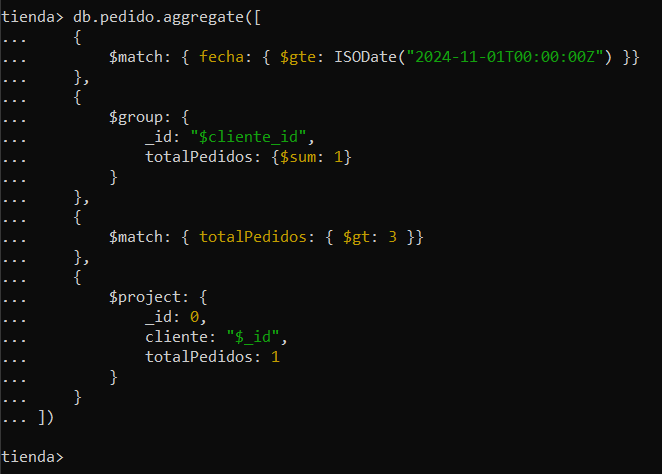 tienda> db.pedido.aggregate([
...     {
...         $match: { fecha: { $gte: ISODate("2024-11-01T00:00:00Z") }}
...     },
...     {
...         $group: {
...             _id: "$cliente_id",
...             totalPedidos: {$sum: 1}
...         }
...     },
...     {
...         $match: { totalPedidos: { $gt: 3 }}
...     },
...     {
...         $project: {
...             _id: 0,
...             cliente: "$_id",
...             totalPedidos: 1
...         }
...     }
... ])
tienda>